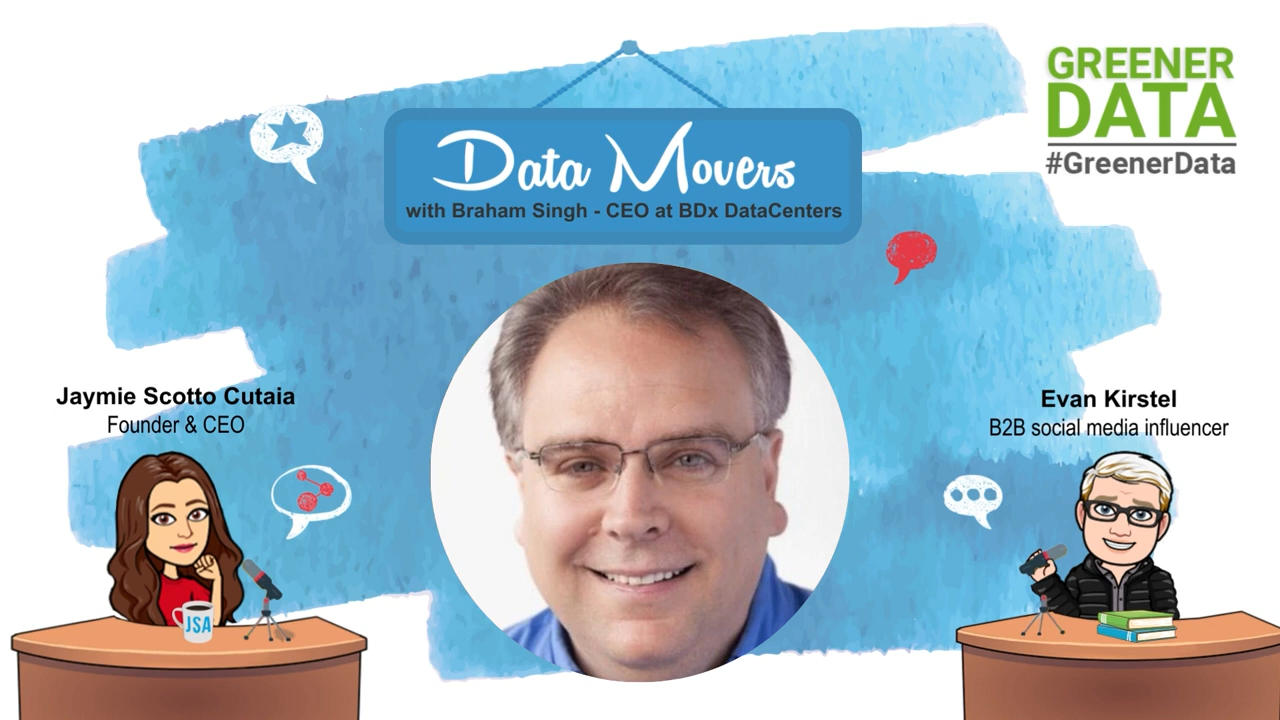 GREENER
DATA
#GreenerData
Data Movers
with Braham Singh - CEO at BDx DataCenters
Jaymie Scotto Cutaia
Founder & CEO
Evan Kirstel
B2B social media influencer
JSA